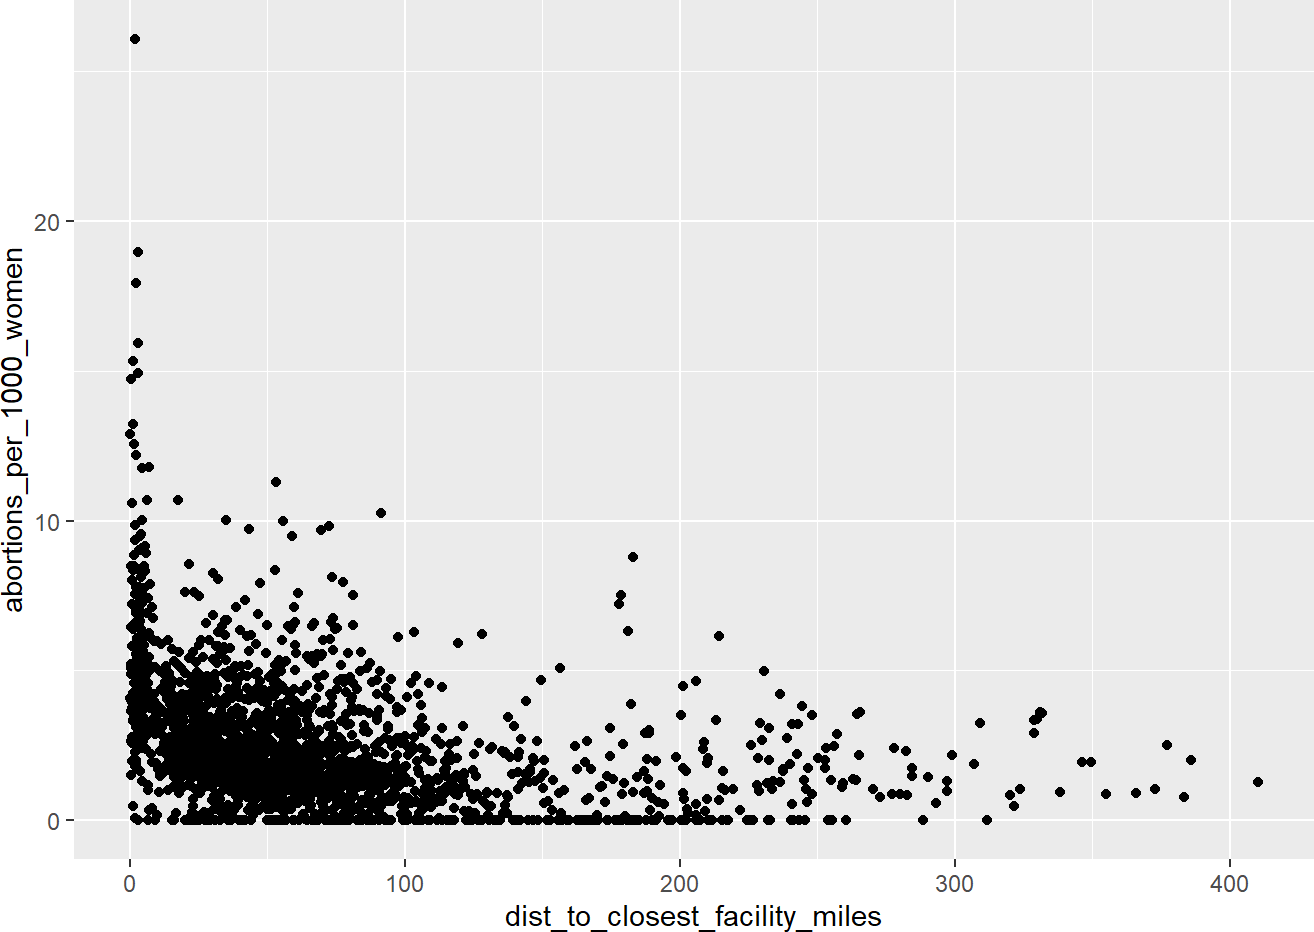 abortions_per_1000_women
20
10
0
0 100 200 300 400
dist_to_closest_facility_miles